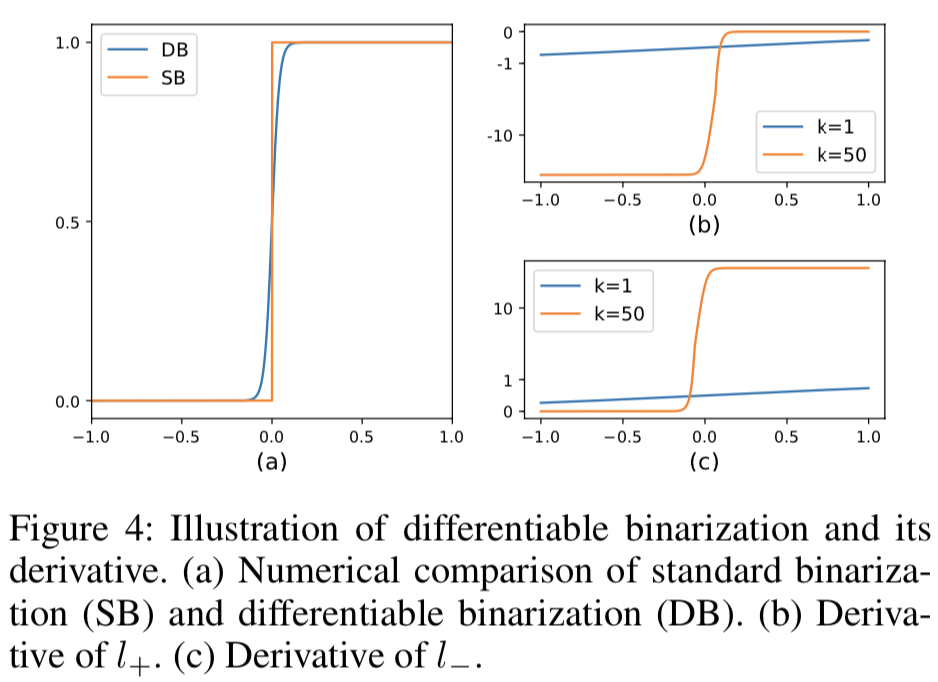 1.0
0.5
0.0
DB
SB
−1.0 −0.5 0.0 0.5 1.0
(a)
0
-1
-10
k=1
k=50
−1.0 −0.5 0.0 0.5 1.0
(b)
k=1
k=50
10
1
0
−1.0 −0.5 0.0 0.5 1.0
(c)
Figure 4: Illustration of differentiable binarization and its
derivative. (a) Numerical comparison of standard binariza-
tion (SB) and differentiable binarization (DB). (b) Deriva-
tive of l₊. (c) Derivative of l₋.